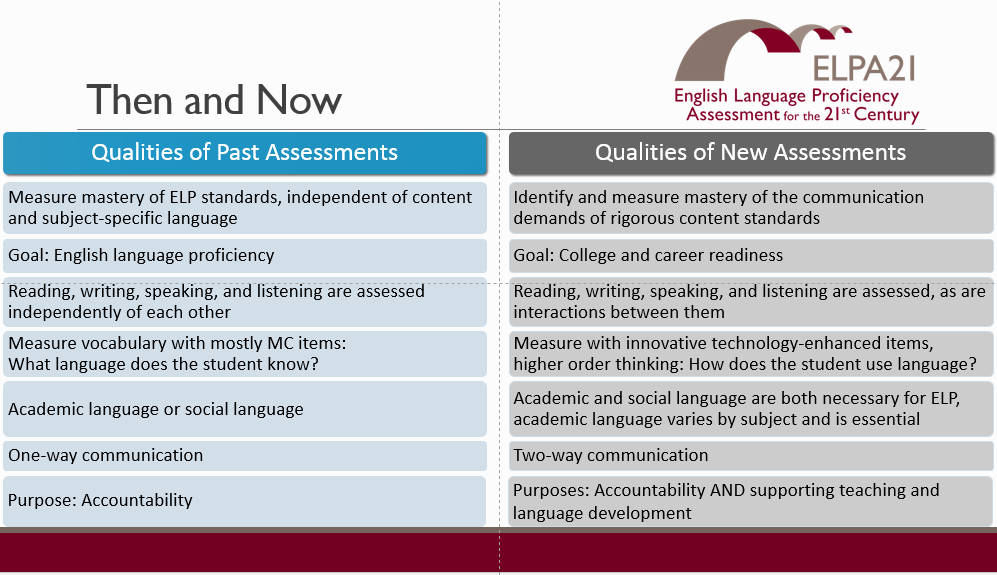 Then and Now
ELPA21
English Language Proficiency
Assessment for the 21st Century
Qualities of Past Assessments
Qualities of New Assessments
Measure mastery of ELP standards, independent of content
and subject-specific language
Identify and measure mastery of the communication
demands of rigorous content standards
Goal: English language proficiency
Goal: College and career readiness
Reading, writing, speaking, and listening are assessed
independently of each other
Reading, writing, speaking, and listening are assessed, as are
interactions between them
Measure vocabulary with mostly MC items:
What language does the student know?
Measure with innovative technology-enhanced items,
higher order thinking: How does the student use language?
Academic language or social language
Academic and social language are both necessary for ELP,
academic language varies by subject and is essential
One-way communication
Two-way communication
Purpose: Accountability
Purposes: Accountability AND supporting teaching and
language development